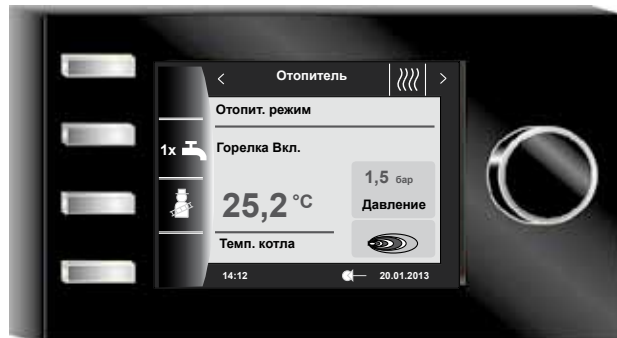 Отопитель
Отопит. режим
1x
Горелка Вкл.
1,5 бар
25,2 °C
Давление
Темп. котла
14:12
20.01.2013